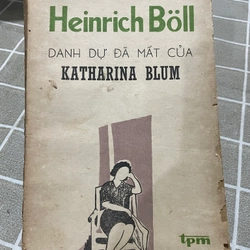 Heinrich Böll
DANH DỰ ĐÃ MẤT CỦA
KATHARINA BLUM
tpm